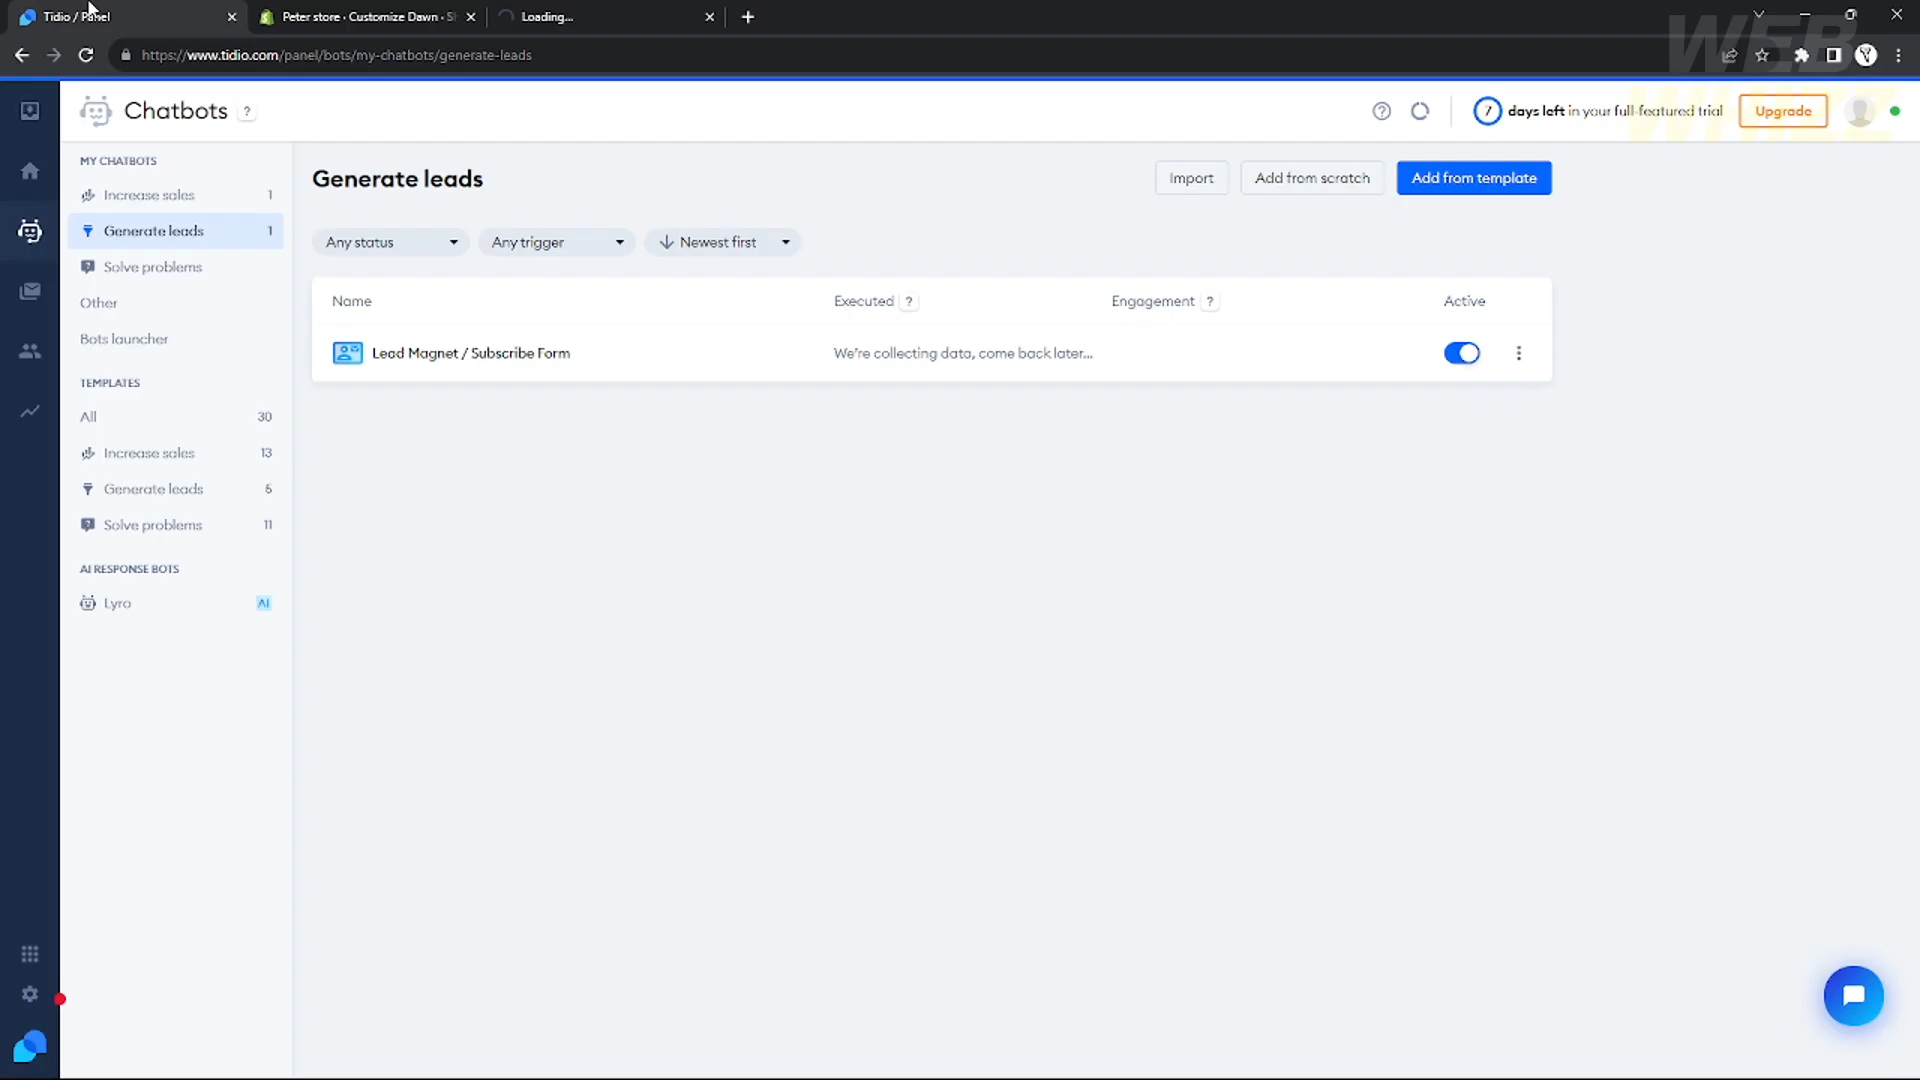 Tidio / Panel
Peter store · Customize Dawn · S
Loading...
https://www.tidio.com/panel/bots/my-chatbots/generate-leads
WEB
Chatbots ?
7 days left in your full-featured trial
Upgrade
MY CHATBOTS
Increase sales 1
Generate leads 1
Solve problems
Other
Bots launcher
TEMPLATES
All 30
Increase sales 13
Generate leads 6
Solve problems 11
AI RESPONSE BOTS
Lyro AI
Generate leads
Import
Add from scratch
Add from template
Any status
Any trigger
Newest first
Name Executed ? Engagement ? Active
Lead Magnet / Subscribe Form We're collecting data, come back later...